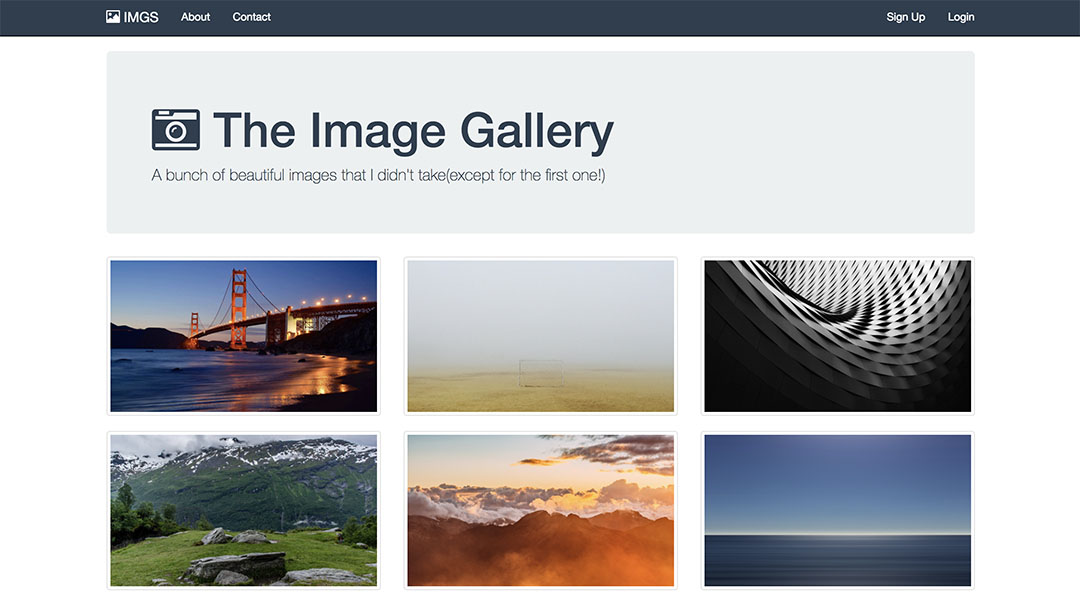 IMGS About Contact Sign Up Login
The Image Gallery
A bunch of beautiful images that I didn't take(except for the first one!)